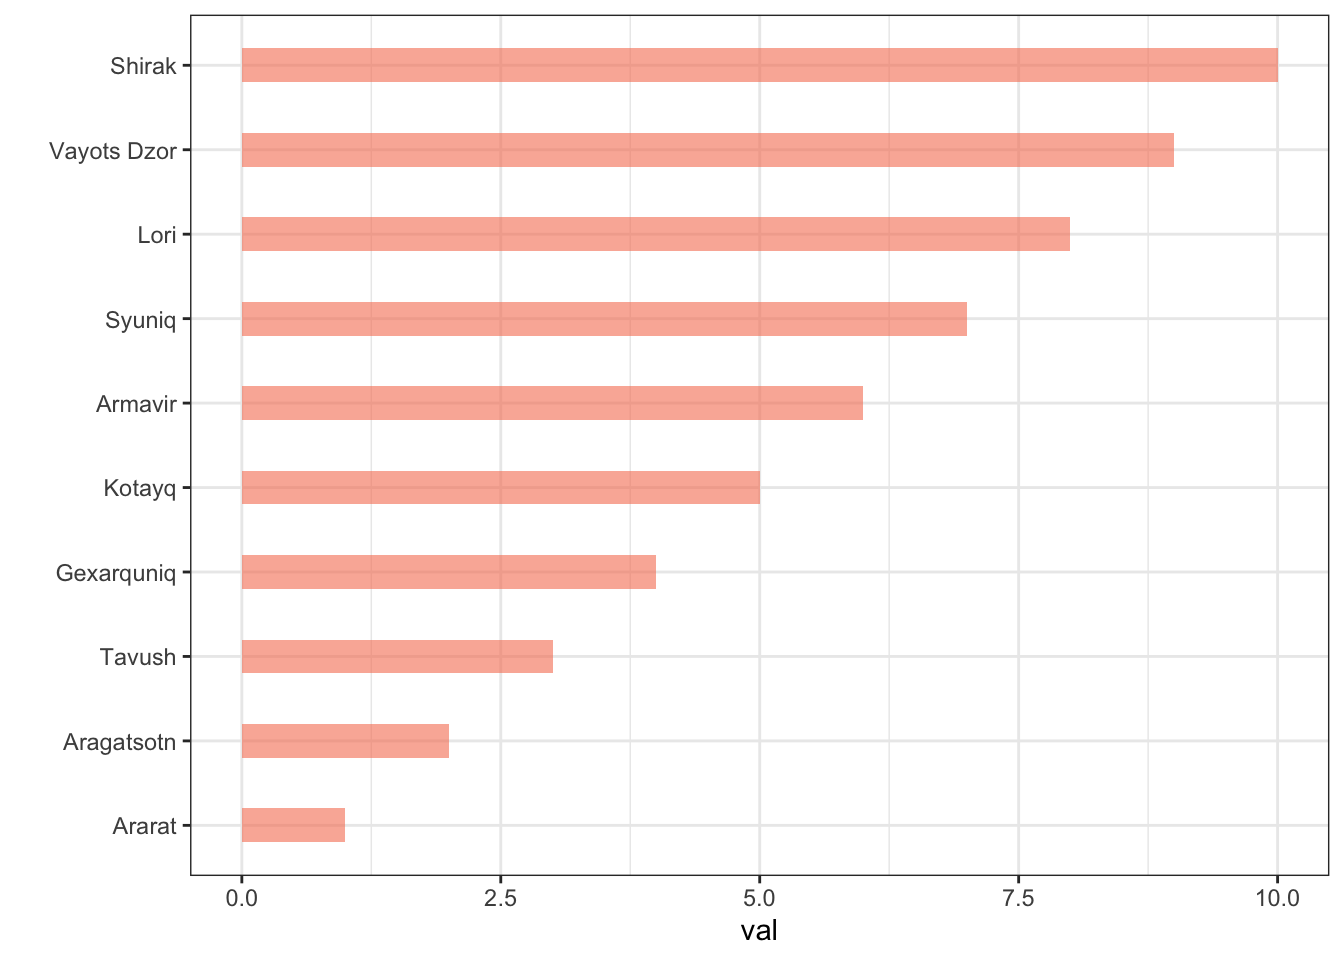 Shirak
Vayots Dzor
Lori
Syuniq
Armavir
Kotayq
Gexarquniq
Tavush
Aragatsotn
Ararat
0.0 2.5 5.0 7.5 10.0
val